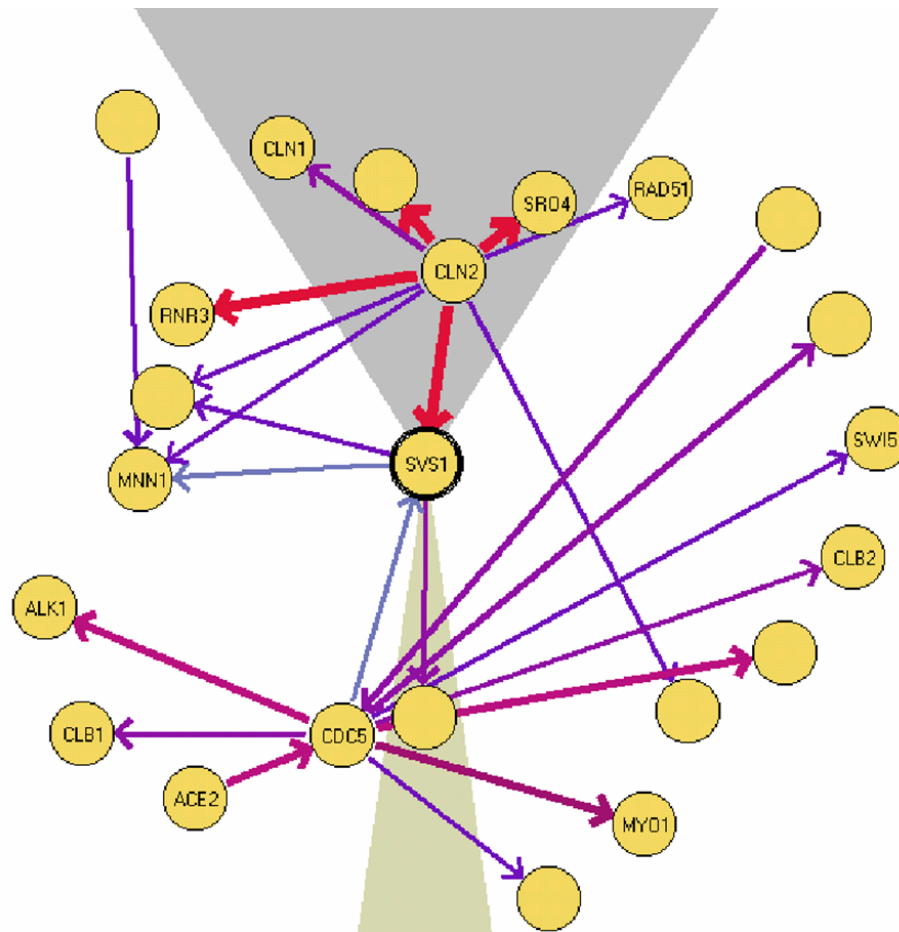 CLN1
SRO4
RAD51
CLN2
RNR3
SWI5
SVS1
MNN1
CLB2
ALK1
CLB1
CDC5
ACE2
MYO1